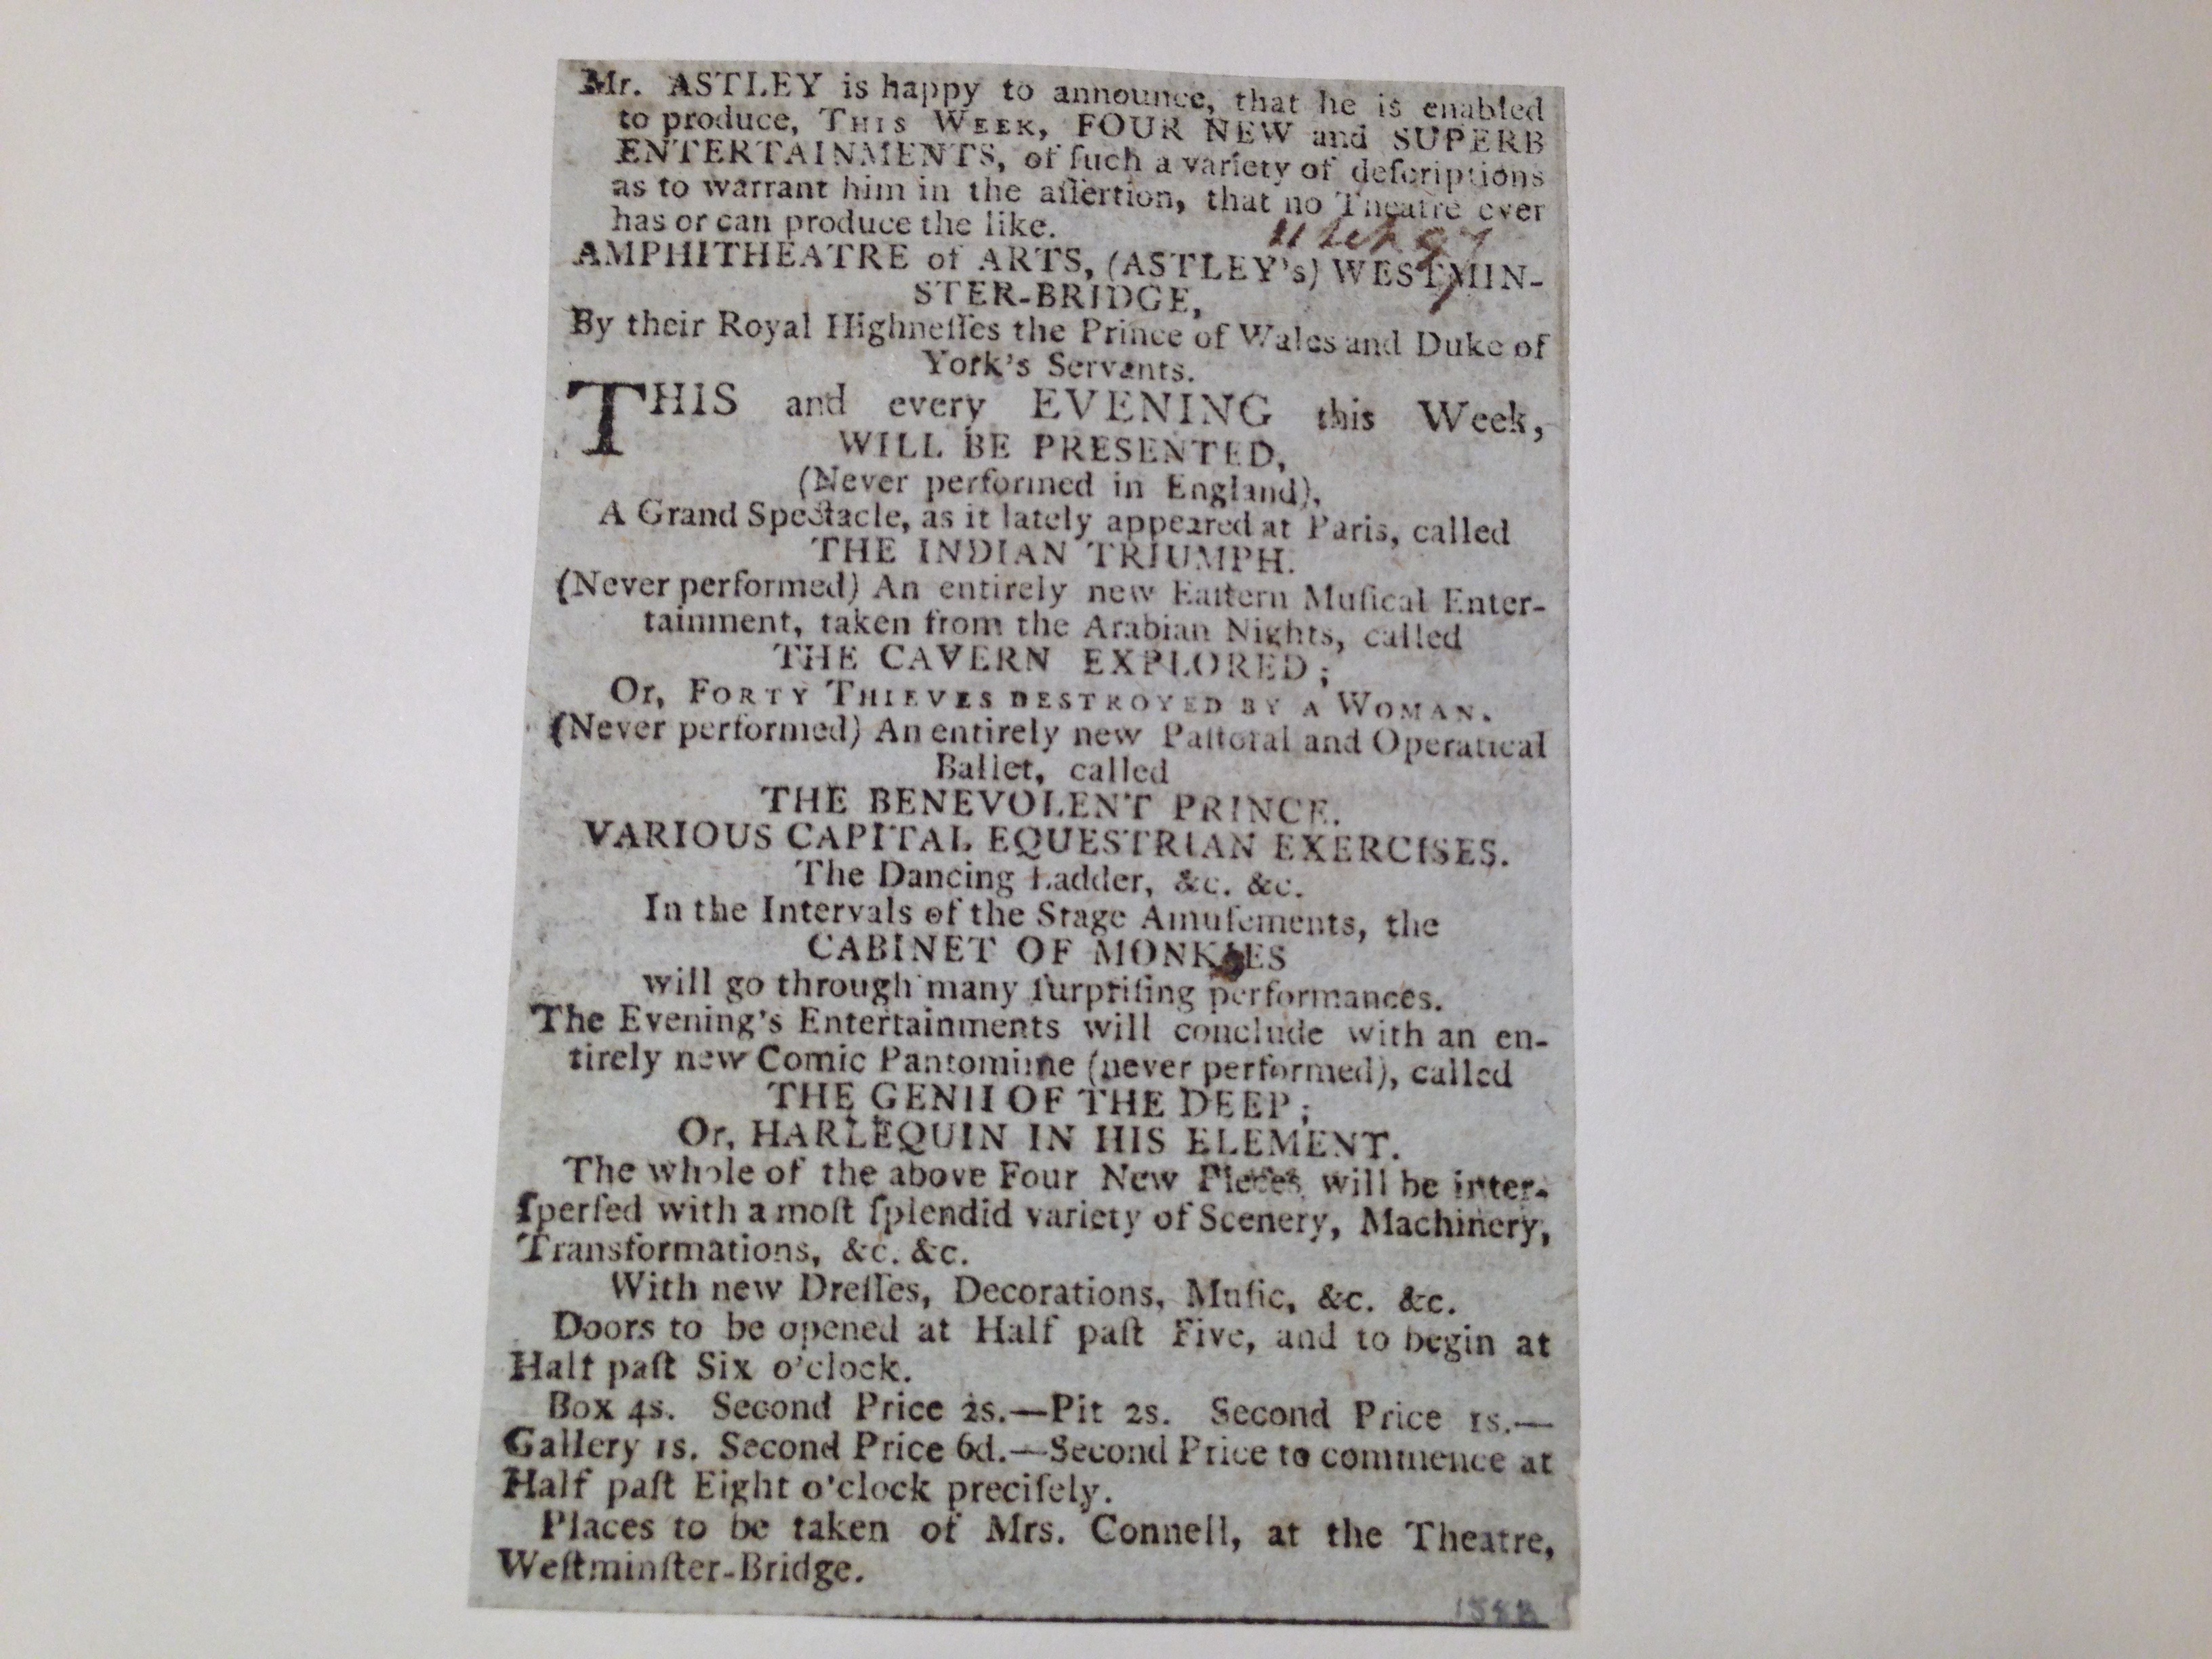 Mr. ASTLEY is happy to announce, that he is enabled
to produce, THIS WEEK, FOUR NEW and SUPERB
ENTERTAINMENTS, of ſuch a variety of deſcriptions
as to warrant him in the aſſertion, that no Theatre ever
has or can produce the like.
AMPHITHEATRE of ARTS, (ASTLEY's) WESTMIN-
STER-BRIDGE,
By their Royal Highneſſes the Prince of Wales and Duke of
York's Servants.
THIS and every EVENING this Week,
WILL BE PRESENTED,
(Never performed in England),
A Grand Spectacle, as it lately appeared at Paris, called
THE INDIAN TRIUMPH.
(Never performed) An entirely new Eaſtern Muſical Enter-
tainment, taken from the Arabian Nights, called
THE CAVERN EXPLORED;
Or, FORTY THIEVES DESTROYED BY A WOMAN.
(Never performed) An entirely new Paſtoral and Operatical
Ballet, called
THE BENEVOLENT PRINCE.
VARIOUS CAPITAL EQUESTRIAN EXERCISES.
The Dancing Ladder, &c. &c.
In the Intervals of the Stage Amuſements, the
CABINET OF MONKIES
will go through many ſurpriſing performances.
The Evening's Entertainments will conclude with an en-
tirely new Comic Pantomime (never performed), called
THE GENII OF THE DEEP;
Or, HARLEQUIN IN HIS ELEMENT.
The whole of the above Four New Pieces will be inter-
ſperſed with a moſt ſplendid variety of Scenery, Machinery,
Transformations, &c. &c.
With new Dreſſes, Decorations, Muſic, &c. &c.
Doors to be opened at Half paſt Five, and to begin at
Half paſt Six o'clock.
Box 4s. Second Price 2s.—Pit 2s. Second Price 1s.—
Gallery 1s. Second Price 6d.—Second Price to commence at
Half paſt Eight o'clock preciſely.
Places to be taken of Mrs. Connell, at the Theatre,
Weſtminſter-Bridge.